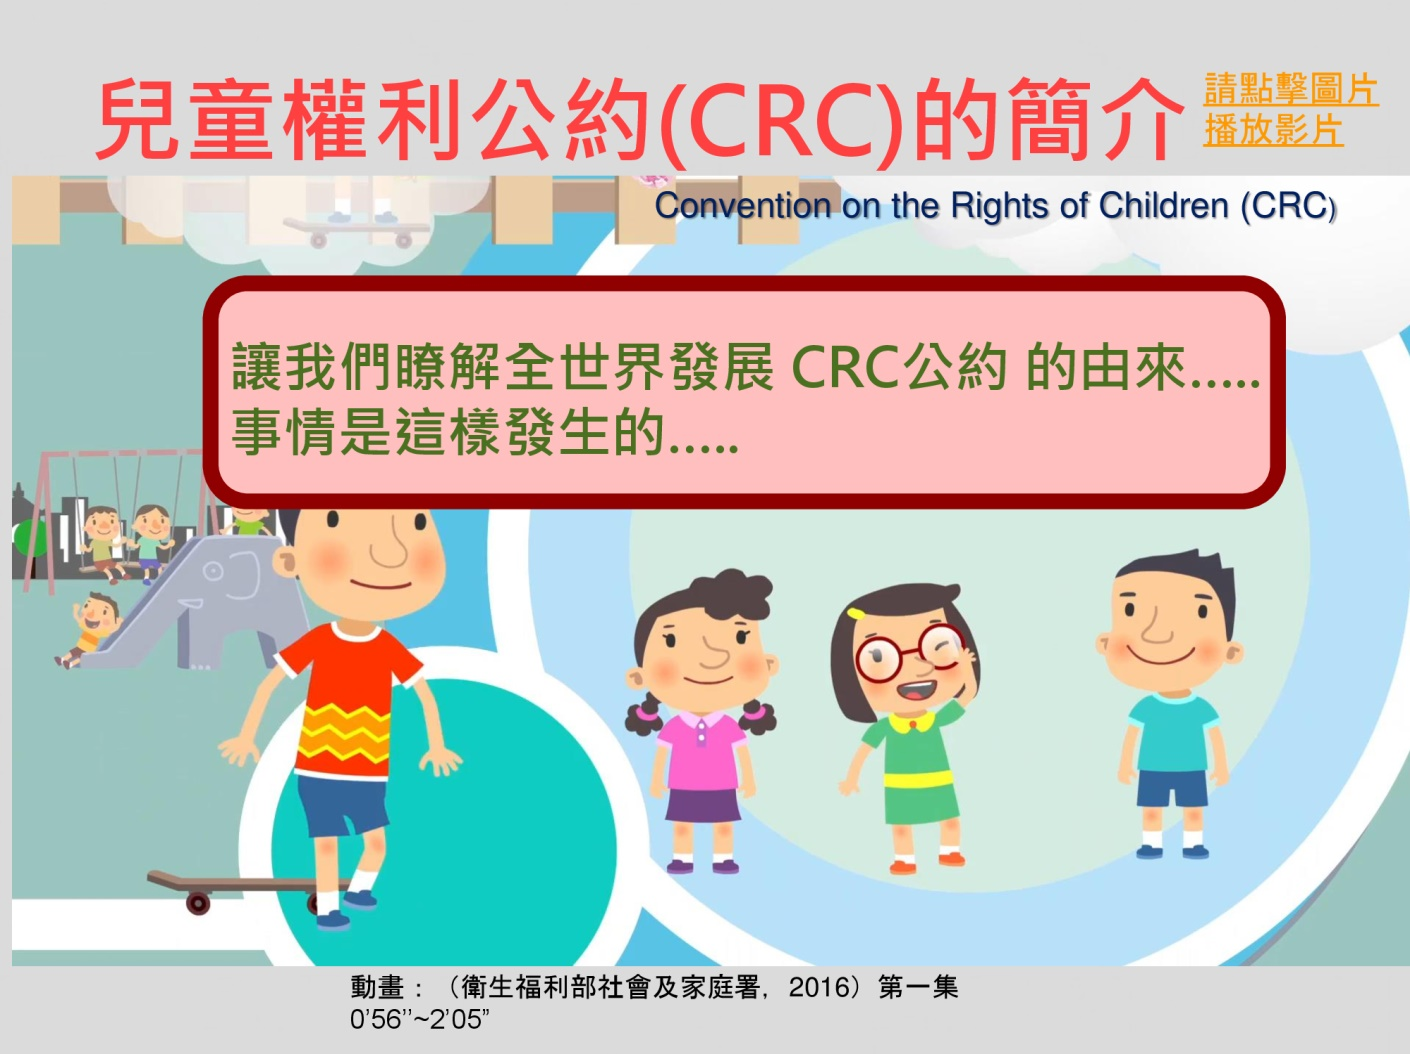 兒童權利公約(CRC)的簡介
請點擊圖片
播放影片
Convention on the Rights of Children (CRC)
讓我們瞭解全世界發展 CRC公約 的由來.....
事情是這樣發生的.....
動畫：（衛生福利部社會及家庭署，2016）第一集
0’56’’~2’05”